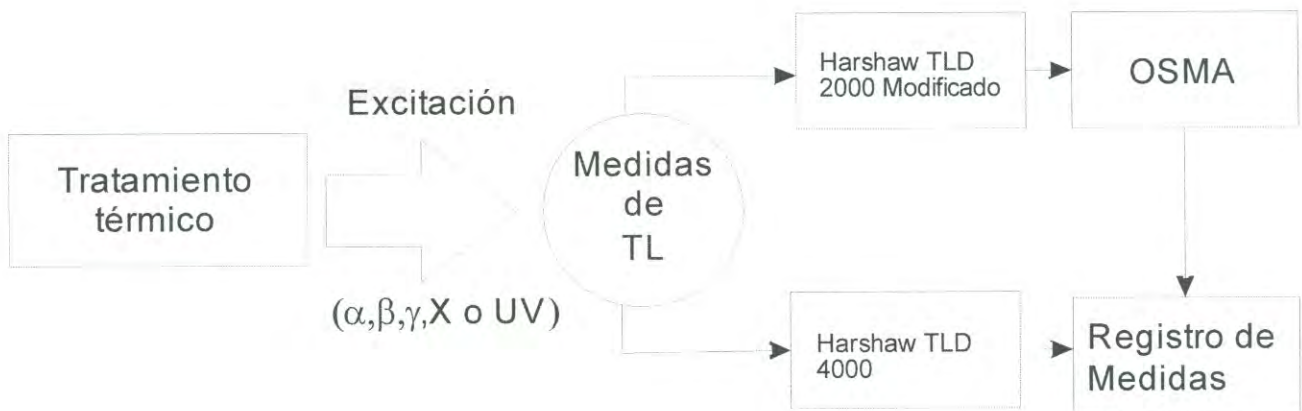 Tratamiento
térmico
Excitación
(α,β,γ,X o UV)
Medidas
de
TL
Harshaw TLD
2000 Modificado
OSMA
Harshaw TLD
4000
Registro de
Medidas